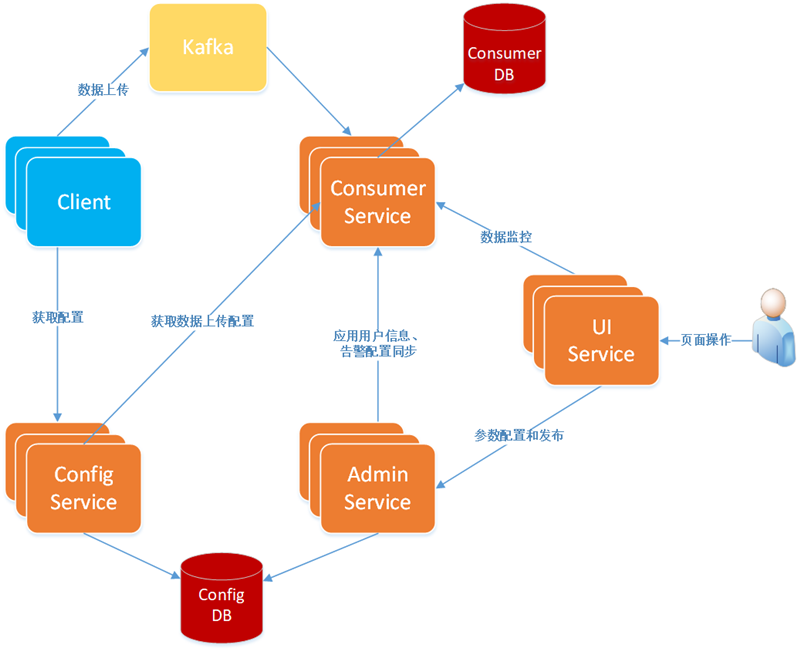 Kafka
Consumer
DB
数据上传
Client
Consumer
Service
数据监控
获取配置
获取数据上传配置
应用用户信息、
告警配置同步
UI
Service
页面操作
参数配置和发布
Config
Service
Admin
Service
Config
DB